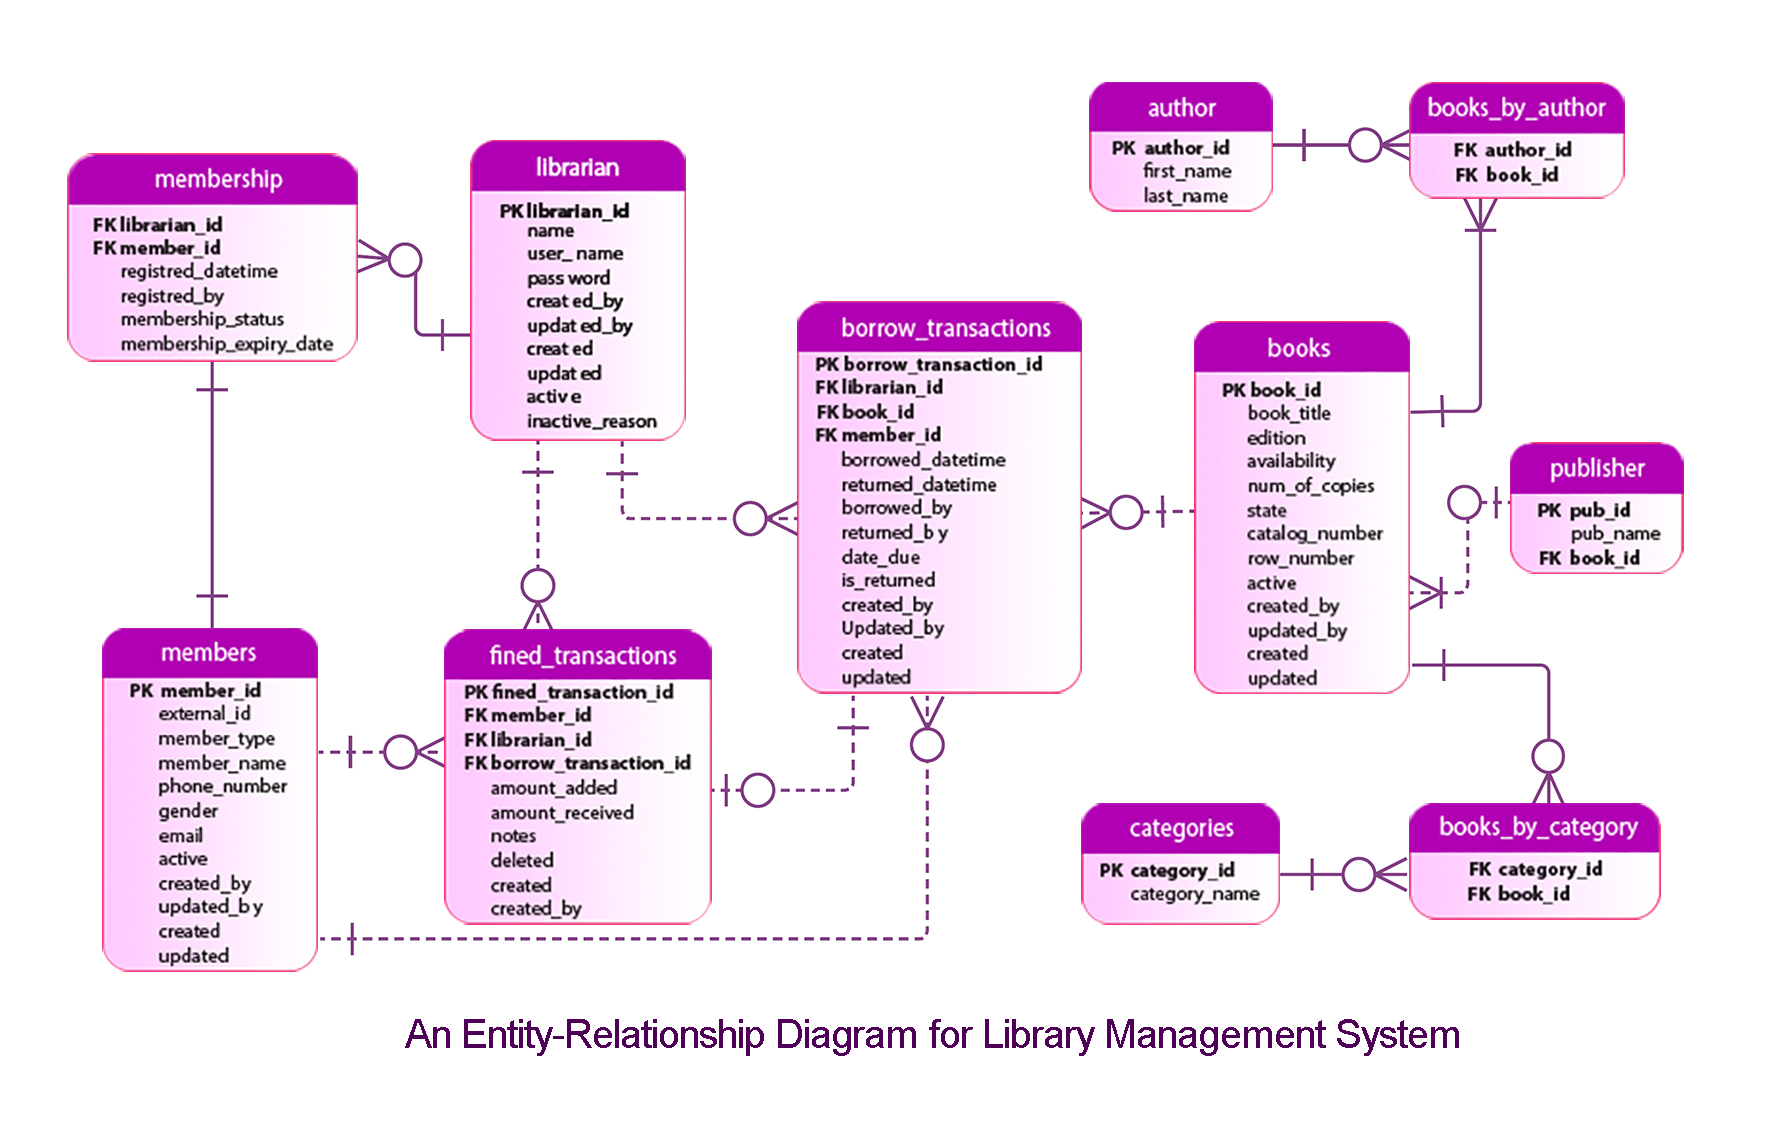 author
PK author_id
first_name
last_name
books_by_author
FK author_id
FK book_id
membership
FK librarian_id
FK member_id
registred_datetime
registred_by
membership_status
membership_expiry_date
librarian
PK librarian_id
name
user_ name
pass word
creat ed_by
updat ed_by
creat ed
updat ed
activ e
inactive_reason
borrow_transactions
PK borrow_transaction_id
FK librarian_id
FK book_id
FK member_id
borrowed_datetime
returned_datetime
borrowed_by
returned_b y
date_due
is_returned
created_by
Updated_by
created
updated
books
PK book_id
book_title
edition
availability
num_of_copies
state
catalog_number
row_number
active
created_by
updated_by
created
updated
publisher
PK pub_id
pub_name
FK book_id
members
PK member_id
external_id
member_type
member_name
phone_number
gender
email
active
created_by
updated_b y
created
updated
fined_transactions
PK fined_transaction_id
FK member_id
FK librarian_id
FK borrow_transaction_id
amount_added
amount_received
notes
deleted
created
created_by
categories
PK category_id
category_name
books_by_category
FK category_id
FK book_id
An Entity-Relationship Diagram for Library Management System